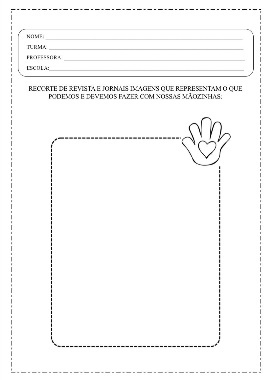 NOME:
TURMA:
PROFESSORA:
ESCOLA:
RECORTE DE REVISTA E JORNAIS IMAGENS QUE REPRESENTAM O QUE
PODEMOS E DEVEMOS FAZER COM NOSSAS MÃOZINHAS: